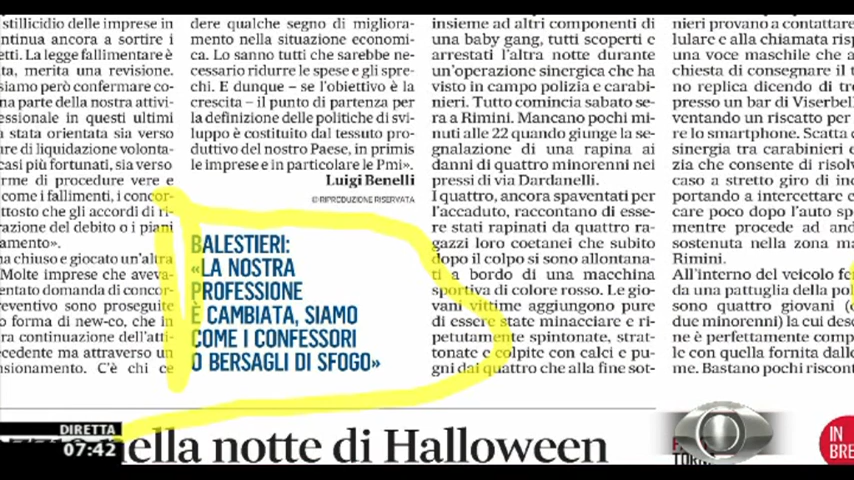 stillicidio delle imprese in
ntinua ancora a sortire i
etti. La legge fallimentare è
ta, merita una revisione.
siamo però confermare co-
na parte della nostra attivi-
essionale in questi ultimi
stata orientata sia verso
re di liquidazione volonta-
casi più fortunati, sia verso
rme di procedure vere e
come i fallimenti, i concor-
ttosto che gli accordi di ri-
razione del debito o i piani
amento».
ha chiuso e giocato un'altra
Molte imprese che aveva-
entato domanda di concor-
reventivo sono proseguite
forma di new-co, che in
ra continuazione dell'atti-
ecedente ma attraverso un
nsionamento. C'è chi ce
dere qualche segno di migliora-
mento nella situazione economi-
ca. Lo sanno tutti che sarebbe ne-
cessario ridurre le spese e gli spre-
chi. E dunque – se l'obiettivo è la
crescita – il punto di partenza per
la definizione delle politiche di svi-
luppo è costituito dal tessuto pro-
duttivo del nostro Paese, in primis
le imprese e in particolare le Pmi».
Luigi Benelli
©RIPRODUZIONE RISERVATA
BALESTIERI:
«LA NOSTRA
PROFESSIONE
È CAMBIATA, SIAMO
COME I CONFESSORI
O BERSAGLI DI SFOGO»
insieme ad altri componenti di
una baby gang, tutti scoperti e
arrestati l'altra notte durante
un'operazione sinergica che ha
visto in campo polizia e carabi-
nieri. Tutto comincia sabato se-
ra a Rimini. Mancano pochi mi-
nuti alle 22 quando giunge la se-
gnalazione di una rapina ai
danni di quattro minorenni nei
pressi di via Dardanelli.
I quattro, ancora spaventati per
l'accaduto, raccontano di esse-
re stati rapinati da quattro ra-
gazzi loro coetanei che subito
dopo il colpo si sono allontana-
ti a bordo di una macchina
sportiva di colore rosso. Le gio-
vani vittime aggiungono pure
di essere state minacciare e ri-
petutamente spintonate, strat-
tonate e colpite con calci e pu-
gni dai quattro che alla fine sot-
nieri provano a contattare
lulare e alla chiamata risp
una voce maschile che a
chiesta di consegnare il t
no replica dicendo di tro
presso un bar di Viserbel
ventando un riscatto per
re lo smartphone. Scatta c
sinergia tra carabinieri e
zia che consente di risolv
caso a stretto giro di inc
portando a intercettare c
care poco dopo l'auto sp
mentre procede ad and
sostenuta nella zona ma
Rimini.
All'interno del veicolo fe
da una pattuglia della pol
sono quattro giovani (
due minorenni) la cui desc
ne è perfettamente comp
le con quella fornita dalle
me. Bastano pochi riscont
nella notte di Halloween
DIRETTA
07:42
IN
BRE